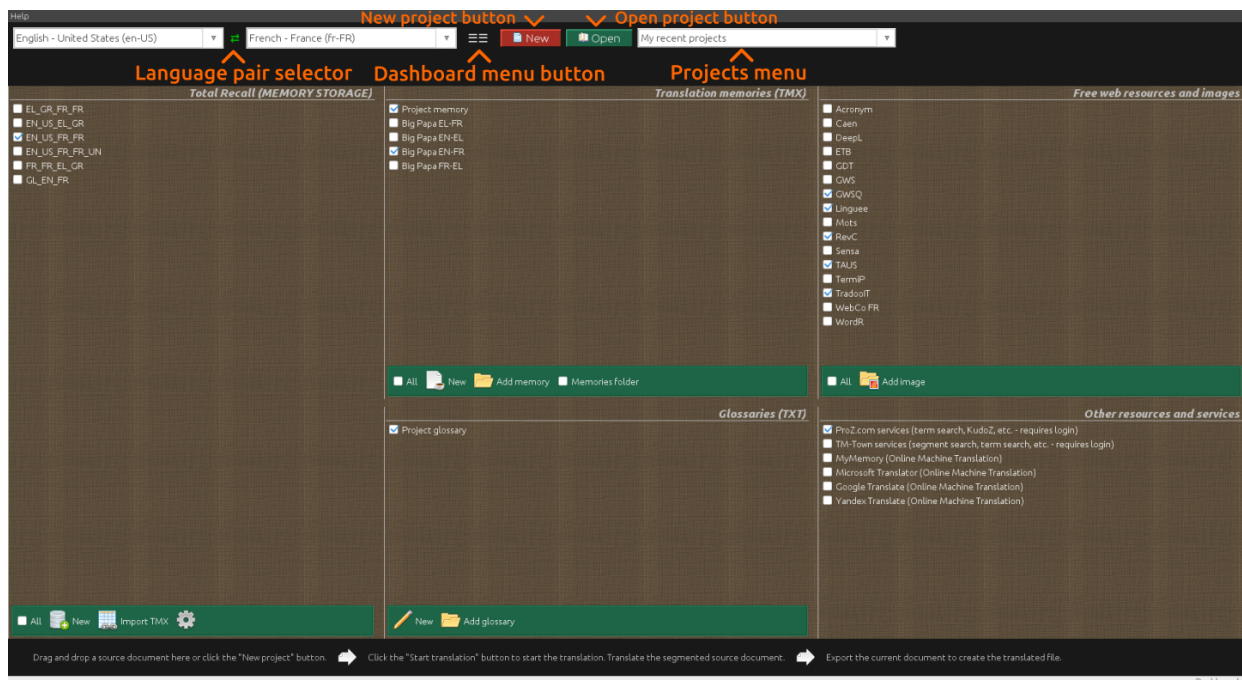 Help
New project button
Open project button
English - United States (en-US)
French - France (fr-FR)
New
Open
My recent projects
Language pair selector
Dashboard menu button
Projects menu
Total Recall (MEMORY STORAGE)
EL_GR_FR_FR
EN_US_EL_GR
EN_US_FR_FR
EN_US_FR_FR_UN
FR_FR_EL_GR
GL_EN_FR
All
New
Import TMX
Translation memories (TMX)
Project memory
Big Papa EL-FR
Big Papa EN-EL
Big Papa EN-FR
Big Papa FR-EL
All
New
Add memory
Memories folder
Glossaries (TXT)
Project glossary
New
Add glossary
Free web resources and images
Acronym
Caen
DeepL
ETB
GDT
GWS
GWSQ
Linguee
Mots
RevC
Sensa
TAUS
TermiP
TradooIT
WebCo FR
WordR
All
Add image
Other resources and services
ProZ.com services (term search, KudoZ, etc. - requires login)
TM-Town services (segment search, term search, etc. - requires login)
MyMemory (Online Machine Translation)
Microsoft Translator (Online Machine Translation)
Google Translate (Online Machine Translation)
Yandex Translate (Online Machine Translation)
Drag and drop a source document here or click the "New project" button.
Click the "Start translation" button to start the translation. Translate the segmented source document.
Export the current document to create the translated file.